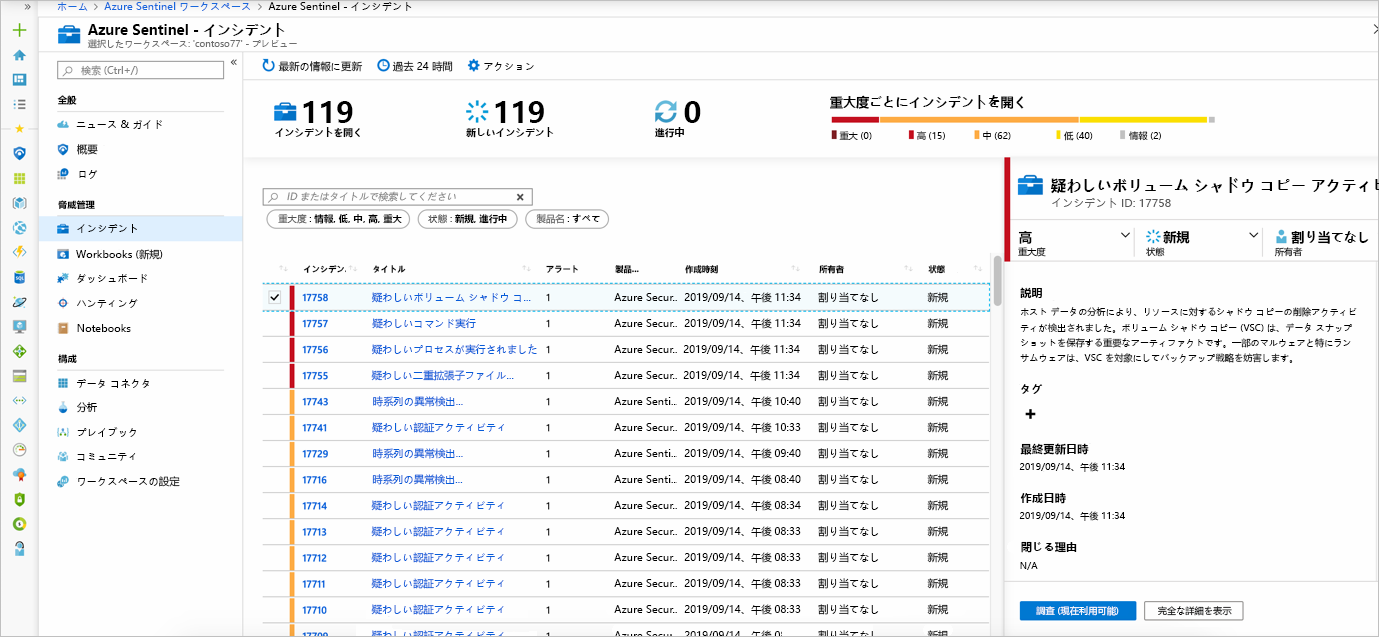 » ホーム > Azure Sentinel ワークスペース > Azure Sentinel - インシデント
Azure Sentinel - インシデント
選択したワークスペース: 'contoso77' - プレビュー
検索 (Ctrl+/)
«
全般
ニュース & ガイド
概要
ログ
脅威管理
インシデント
Workbooks (新規)
ダッシュボード
ハンティング
Notebooks
構成
データ コネクタ
分析
プレイブック
コミュニティ
ワークスペースの設定
最新の情報に更新 過去 24 時間 アクション
119
インシデントを開く
119
新しいインシデント
0
進行中
重大度ごとにインシデントを開く
重大 (0) 高 (15) 中 (62) 低 (40) 情報 (2)
ID またはタイトルで検索してください
重大度 : 情報, 低, 中, 高, 重大 状態 : 新規, 進行中 製品名 : すべて
インシデン. タイトル アラート 製品... 作成時刻 所有者 状態
17758 疑わしいボリューム シャドウ コ... 1 Azure Secur.. 2019/09/14、午後 11:34 割り当てなし 新規
17757 疑わしいコマンド実行 1 Azure Secur.. 2019/09/14、午後 11:34 割り当てなし 新規
17756 疑わしいプロセスが実行されました 1 Azure Secur.. 2019/09/14、午後 11:34 割り当てなし 新規
17755 疑わしい二重拡張子ファイル... 1 Azure Secur.. 2019/09/14、午後 11:34 割り当てなし 新規
17743 時系列の異常検出... 1 Azure Senti.. 2019/09/14、午後 10:40 割り当てなし 新規
17741 疑わしい認証アクティビティ 1 Azure Secur.. 2019/09/14、午後 10:33 割り当てなし 新規
17729 時系列の異常検出... 1 Azure Senti.. 2019/09/14、午後 09:40 割り当てなし 新規
17716 時系列の異常検出... 1 Azure Senti.. 2019/09/14、午後 08:40 割り当てなし 新規
17714 疑わしい認証アクティビティ 1 Azure Secur.. 2019/09/14、午後 08:34 割り当てなし 新規
17713 疑わしい認証アクティビティ 1 Azure Secur.. 2019/09/14、午後 08:33 割り当てなし 新規
17712 疑わしい認証アクティビティ 1 Azure Secur.. 2019/09/14、午後 08:33 割り当てなし 新規
17711 疑わしい認証アクティビティ 1 Azure Secur.. 2019/09/14、午後 08:33 割り当てなし 新規
17710 疑わしい認証アクティビティ 1 Azure Secur.. 2019/09/14、午後 08:33 割り当てなし 新規
17709 疑わしい認証アクティビティ 1 Azure Secur.. 2019/09/14、午後 割り当てなし 新規
疑わしいボリューム シャドウ コピー アクティビ
インシデント ID: 17758
高
重大度
新規
状態
割り当てなし
所有者
説明
ホスト データの分析により、リソースに対するシャドウ コピーの削除アクティビ
ティが検出されました。ボリューム シャドウ コピー (VSC) は、データ スナップ
ショットを保存する重要なアーティファクトです。一部のマルウェアと特にラン
サムウェアは、VSC を対象にしてバックアップ戦略を妨害します。
タグ
+
最終更新日時
2019/09/14、午後 11:34
作成日時
2019/09/14、午後 11:34
閉じる理由
N/A
調査 (現在利用可能) 完全な詳細を表示